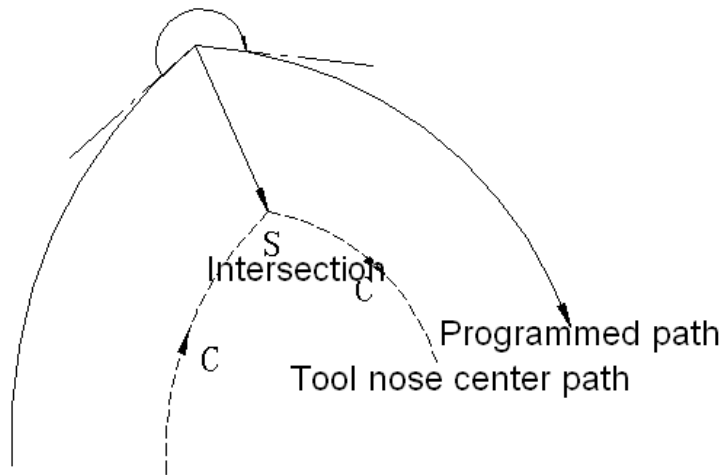 S
Intersection
C
Programmed path
C
Tool nose center path